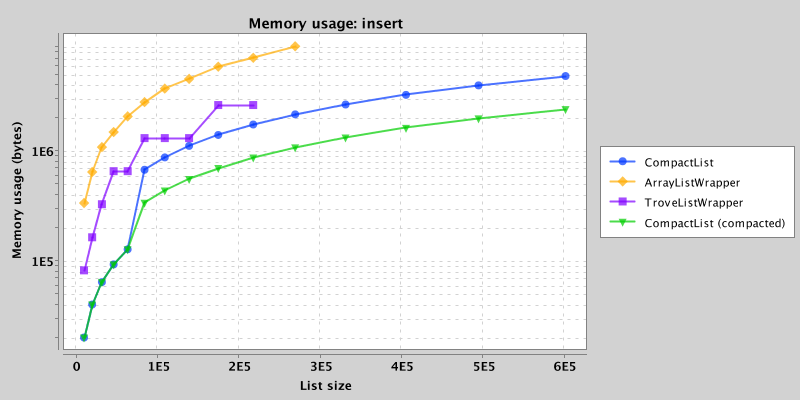 Memory usage: insert
Memory usage (bytes)
1E6
1E5
0 1E5 2E5 3E5 4E5 5E5 6E5
List size
CompactList
ArrayListWrapper
TroveListWrapper
CompactList (compacted)